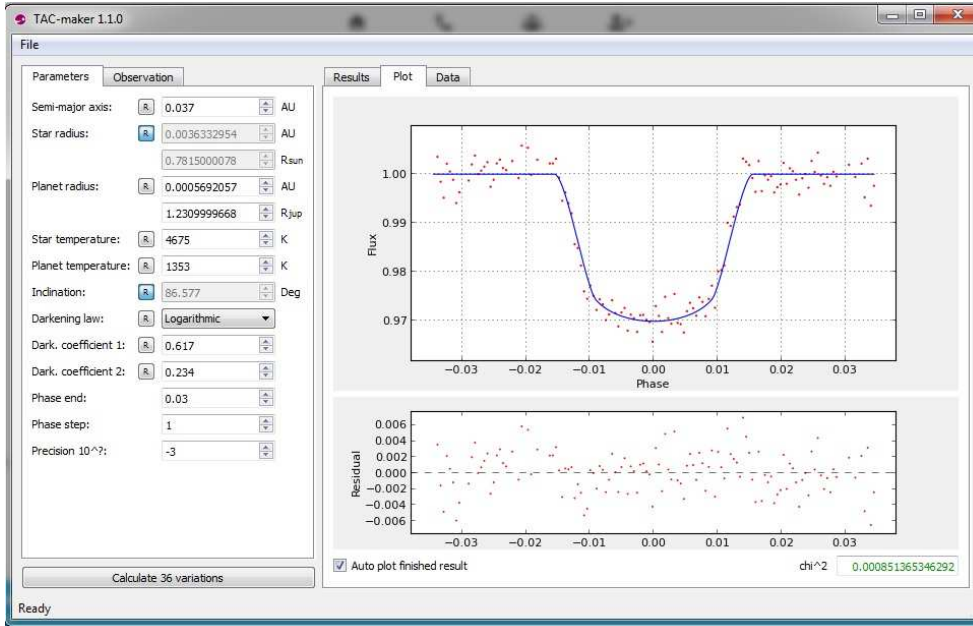 TAC-maker 1.1.0
File
Parameters Observation
Semi-major axis: R 0.037 AU
Star radius: R 0.0036332954 AU
0.7815000078 Rsun
Planet radius: R 0.0005692057 AU
1.2309999668 Rjup
Star temperature: R 4675 K
Planet temperature: R 1353 K
Inclination: R 86.577 Deg
Darkening law: R Logarithmic
Dark. coefficient 1: R 0.617
Dark. coefficient 2: R 0.234
Phase end: 0.03
Phase step: 1
Precision 10^?: -3
Calculate 36 variations
Ready
Results Plot Data
1.00
0.99
0.98
0.97
Flux
−0.03 −0.02 −0.01 0.00 0.01 0.02 0.03
Phase
0.006
0.004
0.002
0.000
−0.002
−0.004
−0.006
Residual
−0.03 −0.02 −0.01 0.00 0.01 0.02 0.03
Auto plot finished result chi^2 0.000851365346292